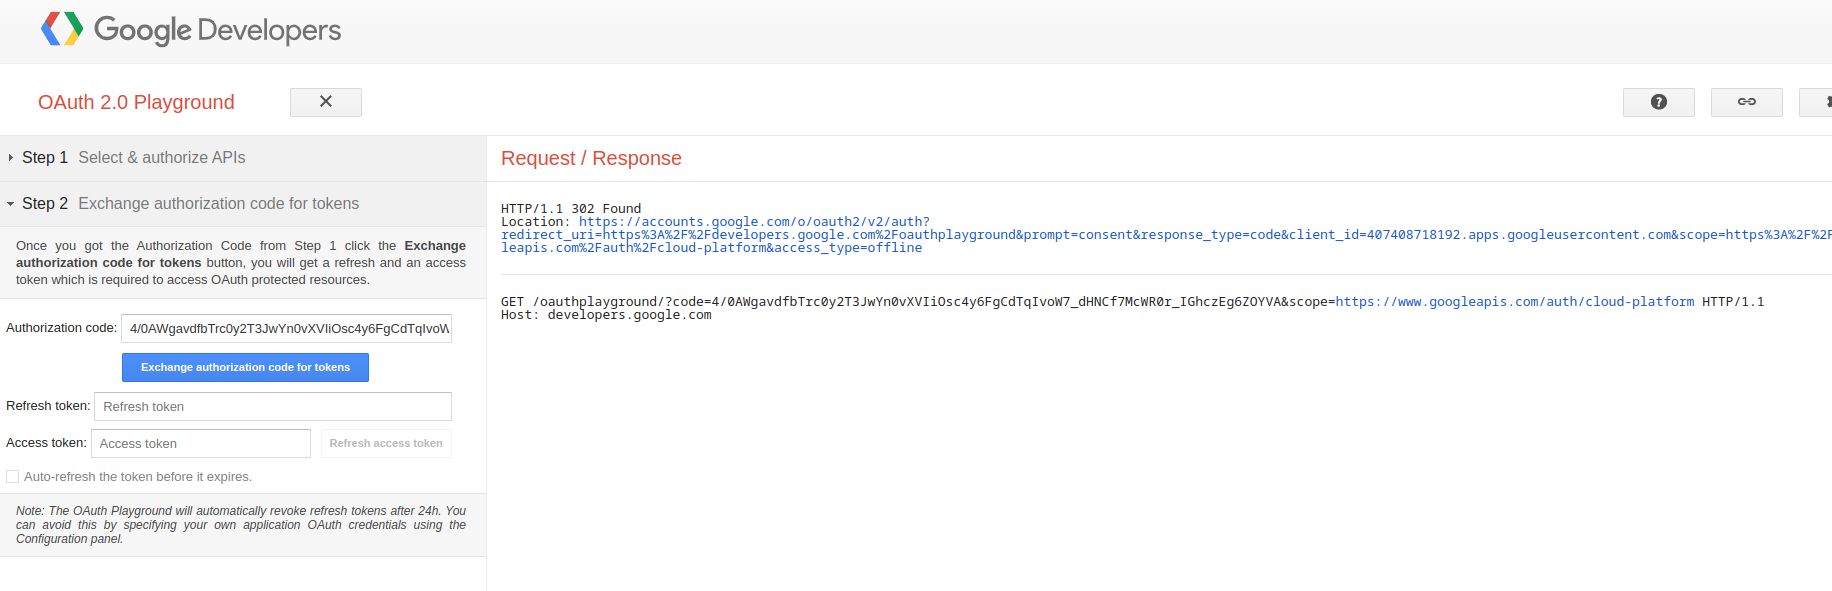 Google Developers
OAuth 2.0 Playground
Step 1 Select & authorize APIs
Step 2 Exchange authorization code for tokens
Once you got the Authorization Code from Step 1 click the Exchange
authorization code for tokens button, you will get a refresh and an access
token which is required to access OAuth protected resources.
Authorization code: 4/0AWgavdfbTrc0y2T3JwYn0vXVIiOsc4y6FgCdTqIvoW
Exchange authorization code for tokens
Refresh token: Refresh token
Access token: Access token Refresh access token
Auto-refresh the token before it expires.
Note: The OAuth Playground will automatically revoke refresh tokens after 24h. You
can avoid this by specifying your own application OAuth credentials using the
Configuration panel.
Request / Response
HTTP/1.1 302 Found
Location: https://accounts.google.com/o/oauth2/v2/auth?
redirect_uri=https%3A%2F%2Fdevelopers.google.com%2Foauthplayground&prompt=consent&response_type=code&client_id=407408718192.apps.googleusercontent.com&scope=https%3A%2F%2F
leapis.com%2Fauth%2Fcloud-platform&access_type=offline
GET /oauthplayground/?code=4/0AWgavdfbTrc0y2T3JwYn0vXVIiOsc4y6FgCdTqIvoW7_dHNCf7McWR0r_IGhczEg6ZOYVA&scope=https://www.googleapis.com/auth/cloud-platform HTTP/1.1
Host: developers.google.com